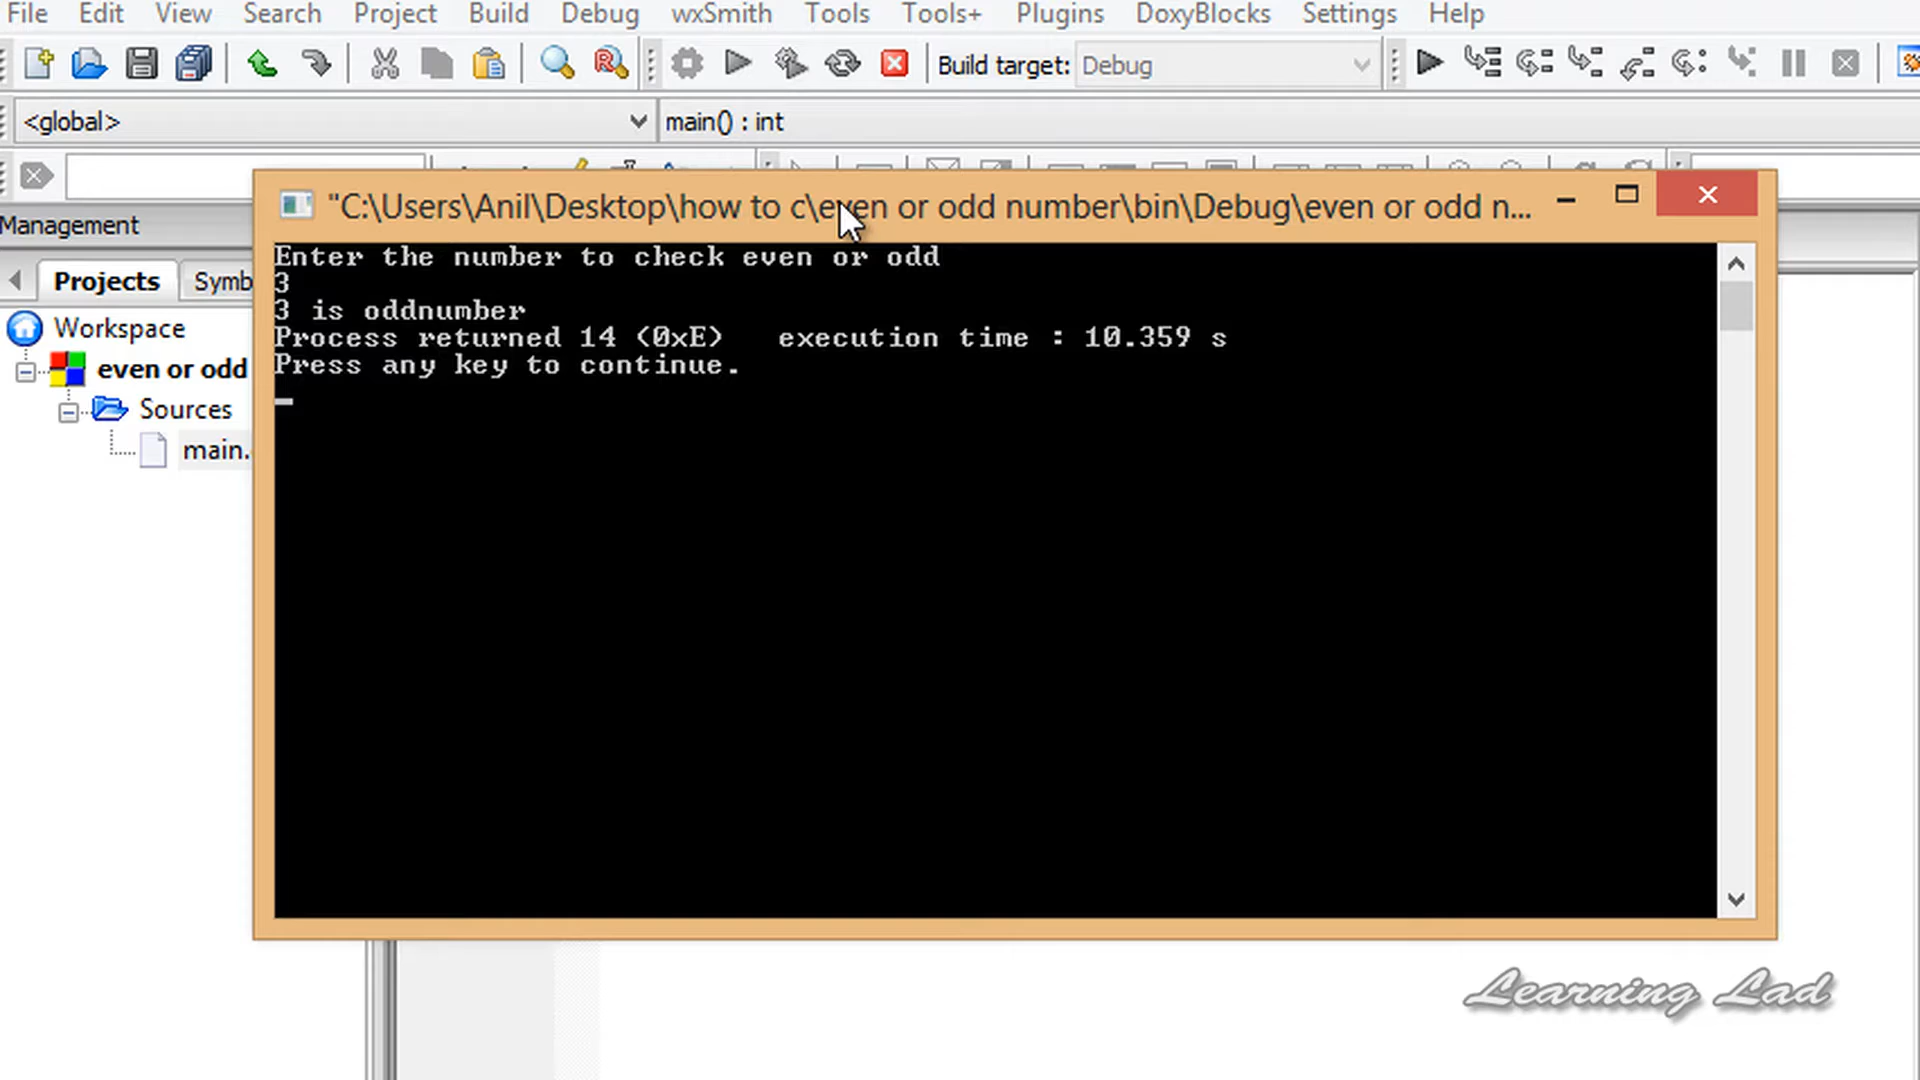 File Edit View Search Project Build Debug wxSmith Tools Tools+ Plugins DoxyBlocks Settings Help
Build target: Debug
<global> main() : int
Management
"C:\Users\Anil\Desktop\how to c\even or odd number\bin\Debug\even or odd n...
Projects Symb
Workspace
even or odd
Sources
main.
Enter the number to check even or odd
3
3 is oddnumber
Process returned 14 (0xE)   execution time : 10.359 s
Press any key to continue.
Learning Lad